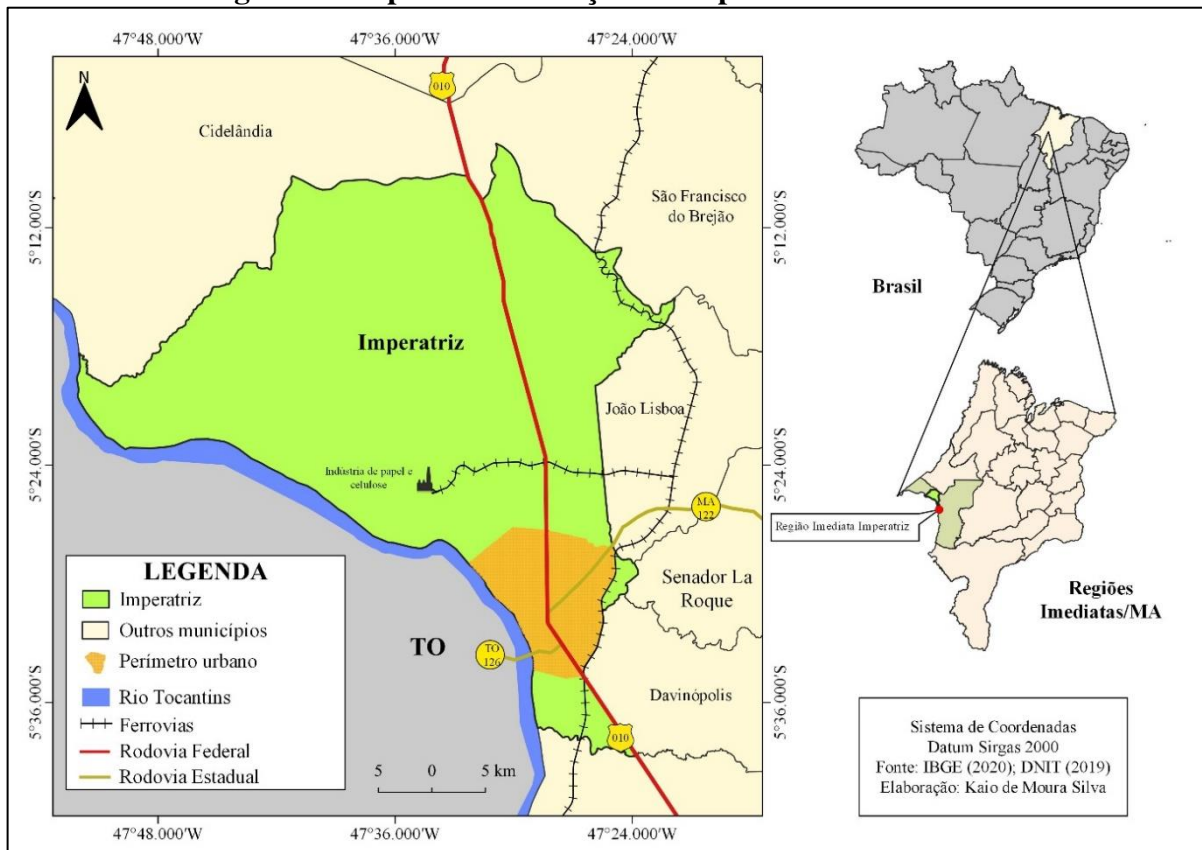 47°48.000'W 47°36.000'W 47°24.000'W
N
010
Cidelândia
São Francisco
do Brejão
5°12.000'S
5°12.000'S
Imperatriz
João Lisboa
5°24.000'S
5°24.000'S
Indústria de papel e
celulose
MA
122
Senador La
Roque
TO
TO
126
Davinópolis
5°36.000'S
5°36.000'S
010
LEGENDA
Imperatriz
Outros municípios
Perímetro urbano
Rio Tocantins
Ferrovias
Rodovia Federal
Rodovia Estadual
5 0 5 km
47°48.000'W 47°36.000'W 47°24.000'W
Brasil
Região Imediata Imperatriz
Regiões
Imediatas/MA
Sistema de Coordenadas
Datum Sirgas 2000
Fonte: IBGE (2020); DNIT (2019)
Elaboração: Kaio de Moura Silva